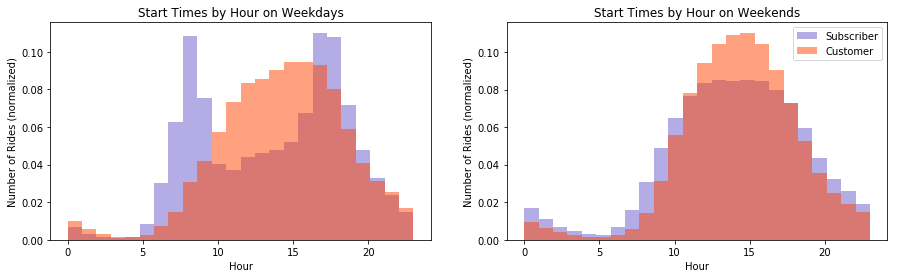 Start Times by Hour on Weekdays
Number of Rides (normalized)
0.10
0.08
0.06
0.04
0.02
0.00
0
5
10
15
20
Hour
Start Times by Hour on Weekends
Subscriber
Customer
Number of Rides (normalized)
0.10
0.08
0.06
0.04
0.02
0.00
0
5
10
15
20
Hour